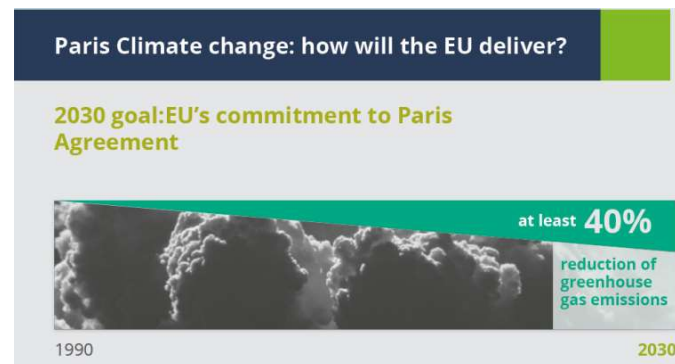 Paris Climate change: how will the EU deliver?
2030 goal:EU's commitment to Paris
Agreement
at least 40%
reduction of
greenhouse
gas emissions
1990
2030